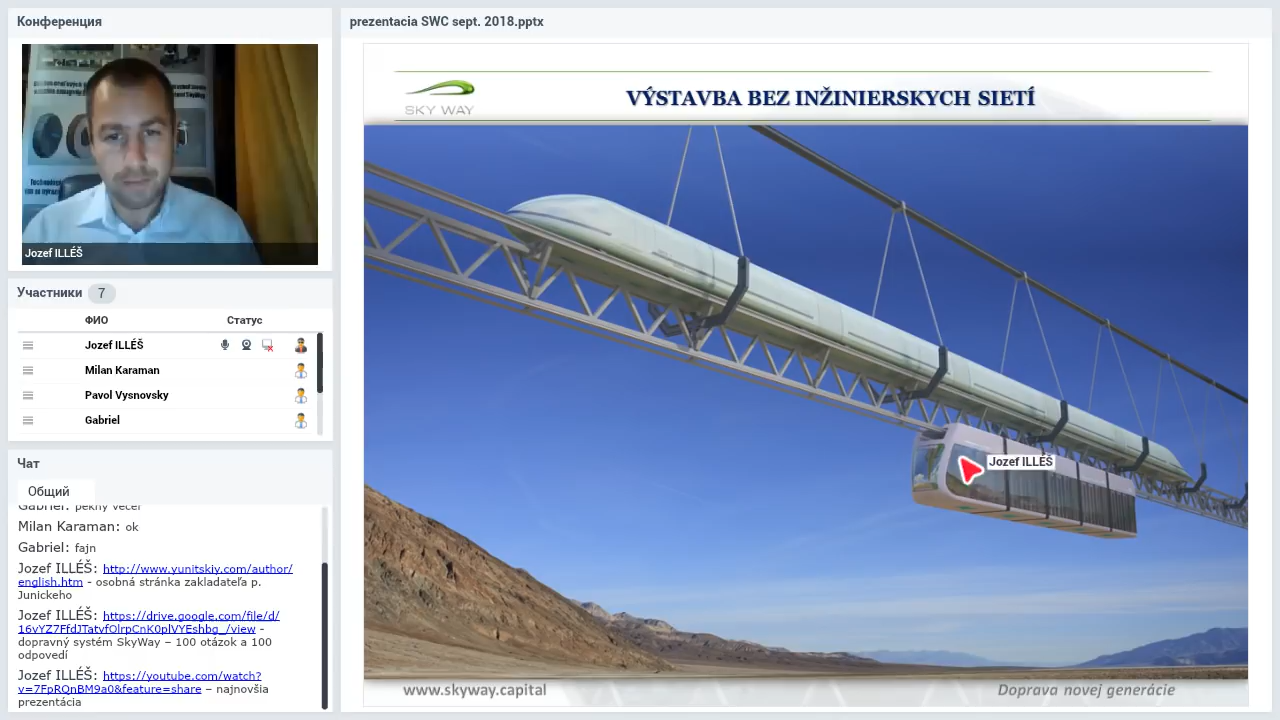 Конференция
Jozef ILLÉŠ
Участники 7
ФИО Статус
Jozef ILLÉŠ
Milan Karaman
Pavol Vysnovsky
Gabriel
Чат
Общий
Gabriel: pekny vecer
Milan Karaman: ok
Gabriel: fajn
Jozef ILLÉŠ: http://www.yunitskiy.com/author/
english.htm - osobná stránka zakladateľa p.
Junickeho
Jozef ILLÉŠ: https://drive.google.com/file/d/
16vYZ7FfdJTatvfOlrpCnK0plVYEshbg_/view -
dopravný systém SkyWay – 100 otázok a 100
odpovedí
Jozef ILLÉŠ: https://youtube.com/watch?
v=7FpRQnBM9a0&feature=share – najnovšia
prezentácia
prezentacia SWC sept. 2018.pptx
SKY WAY
VÝSTAVBA BEZ INŽINIERSKYCH SIETÍ
Jozef ILLÉŠ
www.skyway.capital
Doprava novej generácie